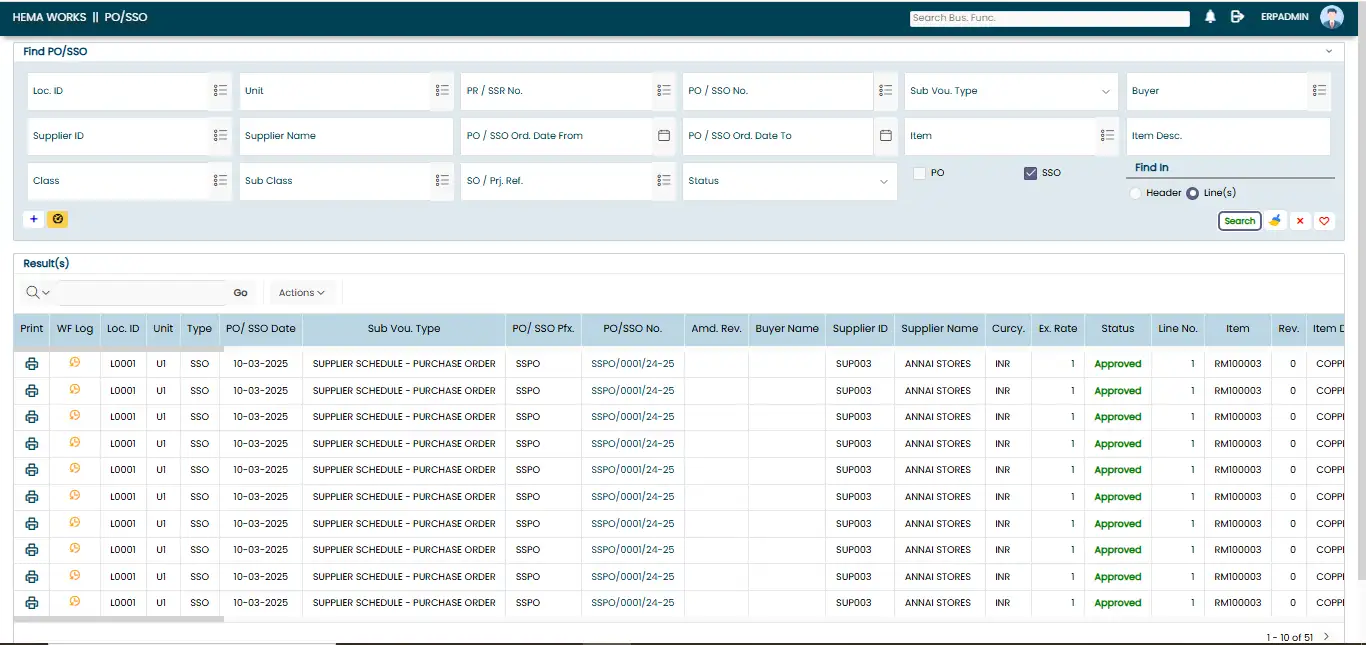 HEMA WORKS || PO/SSO Search Bus. Func. ERPADMIN
Find PO/SSO
Loc. ID Unit PR / SSR No. PO / SSO No. Sub Vou. Type Buyer
Supplier ID Supplier Name PO / SSO Ord. Date From PO / SSO Ord. Date To Item Item Desc.
Class Sub Class SO / Prj. Ref. Status PO SSO Find In
Header Line(s)
+ Search
Result(s)
Go Actions
Print WF Log Loc. ID Unit Type PO/ SSO Date Sub Vou. Type PO/ SSO Pfx. PO/SSO No. Amd. Rev. Buyer Name Supplier ID Supplier Name Curcy. Ex. Rate Status Line No. Item Rev. Item D
L0001 U1 SSO 10-03-2025 SUPPLIER SCHEDULE - PURCHASE ORDER SSPO SSPO/0001/24-25 SUP003 ANNAI STORES INR 1 Approved 1 RM100003 0 COPP
L0001 U1 SSO 10-03-2025 SUPPLIER SCHEDULE - PURCHASE ORDER SSPO SSPO/0001/24-25 SUP003 ANNAI STORES INR 1 Approved 1 RM100003 0 COPP
L0001 U1 SSO 10-03-2025 SUPPLIER SCHEDULE - PURCHASE ORDER SSPO SSPO/0001/24-25 SUP003 ANNAI STORES INR 1 Approved 1 RM100003 0 COPP
L0001 U1 SSO 10-03-2025 SUPPLIER SCHEDULE - PURCHASE ORDER SSPO SSPO/0001/24-25 SUP003 ANNAI STORES INR 1 Approved 1 RM100003 0 COPP
L0001 U1 SSO 10-03-2025 SUPPLIER SCHEDULE - PURCHASE ORDER SSPO SSPO/0001/24-25 SUP003 ANNAI STORES INR 1 Approved 1 RM100003 0 COPP
L0001 U1 SSO 10-03-2025 SUPPLIER SCHEDULE - PURCHASE ORDER SSPO SSPO/0001/24-25 SUP003 ANNAI STORES INR 1 Approved 1 RM100003 0 COPP
L0001 U1 SSO 10-03-2025 SUPPLIER SCHEDULE - PURCHASE ORDER SSPO SSPO/0001/24-25 SUP003 ANNAI STORES INR 1 Approved 1 RM100003 0 COPP
L0001 U1 SSO 10-03-2025 SUPPLIER SCHEDULE - PURCHASE ORDER SSPO SSPO/0001/24-25 SUP003 ANNAI STORES INR 1 Approved 1 RM100003 0 COPP
L0001 U1 SSO 10-03-2025 SUPPLIER SCHEDULE - PURCHASE ORDER SSPO SSPO/0001/24-25 SUP003 ANNAI STORES INR 1 Approved 1 RM100003 0 COPP
L0001 U1 SSO 10-03-2025 SUPPLIER SCHEDULE - PURCHASE ORDER SSPO SSPO/0001/24-25 SUP003 ANNAI STORES INR 1 Approved 1 RM100003 0 COPP
1 - 10 of 51